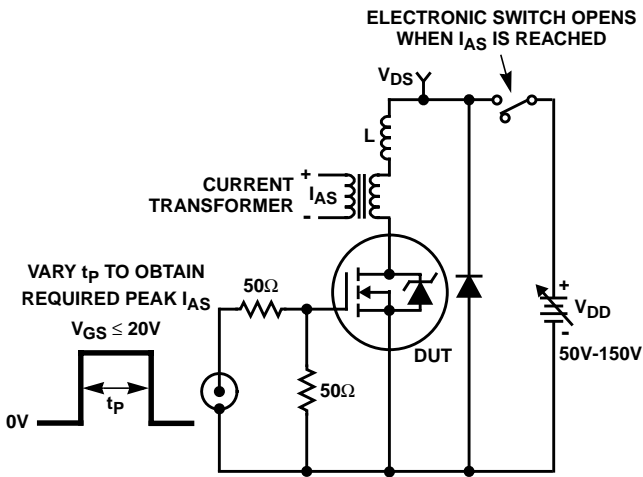 ELECTRONIC SWITCH OPENS
WHEN IAS IS REACHED
VDS
L
+
CURRENT
TRANSFORMER
IAS
-
VARY tP TO OBTAIN
REQUIRED PEAK IAS
50Ω
VGS ≤ 20V
+
VDD
-
DUT
50V-150V
50Ω
tP
0V